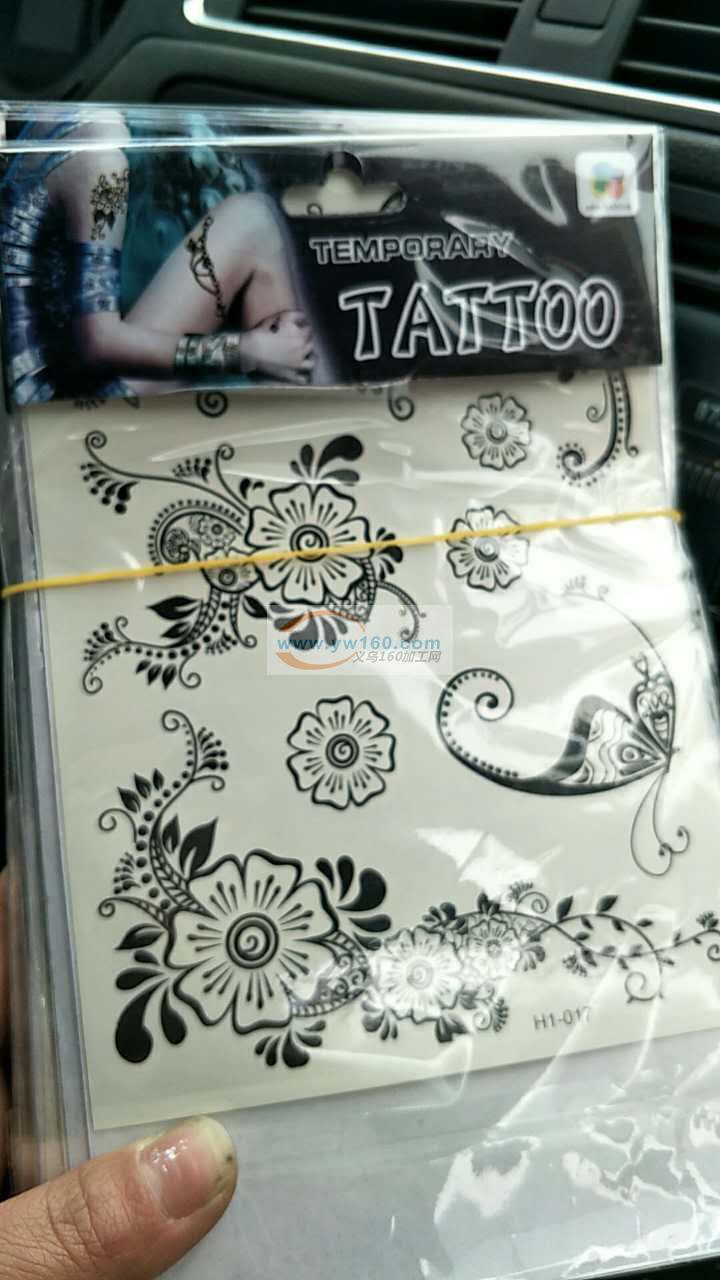 TEMPORARY
TATTOO
www.yw160.com
义乌160加工网
H1-017